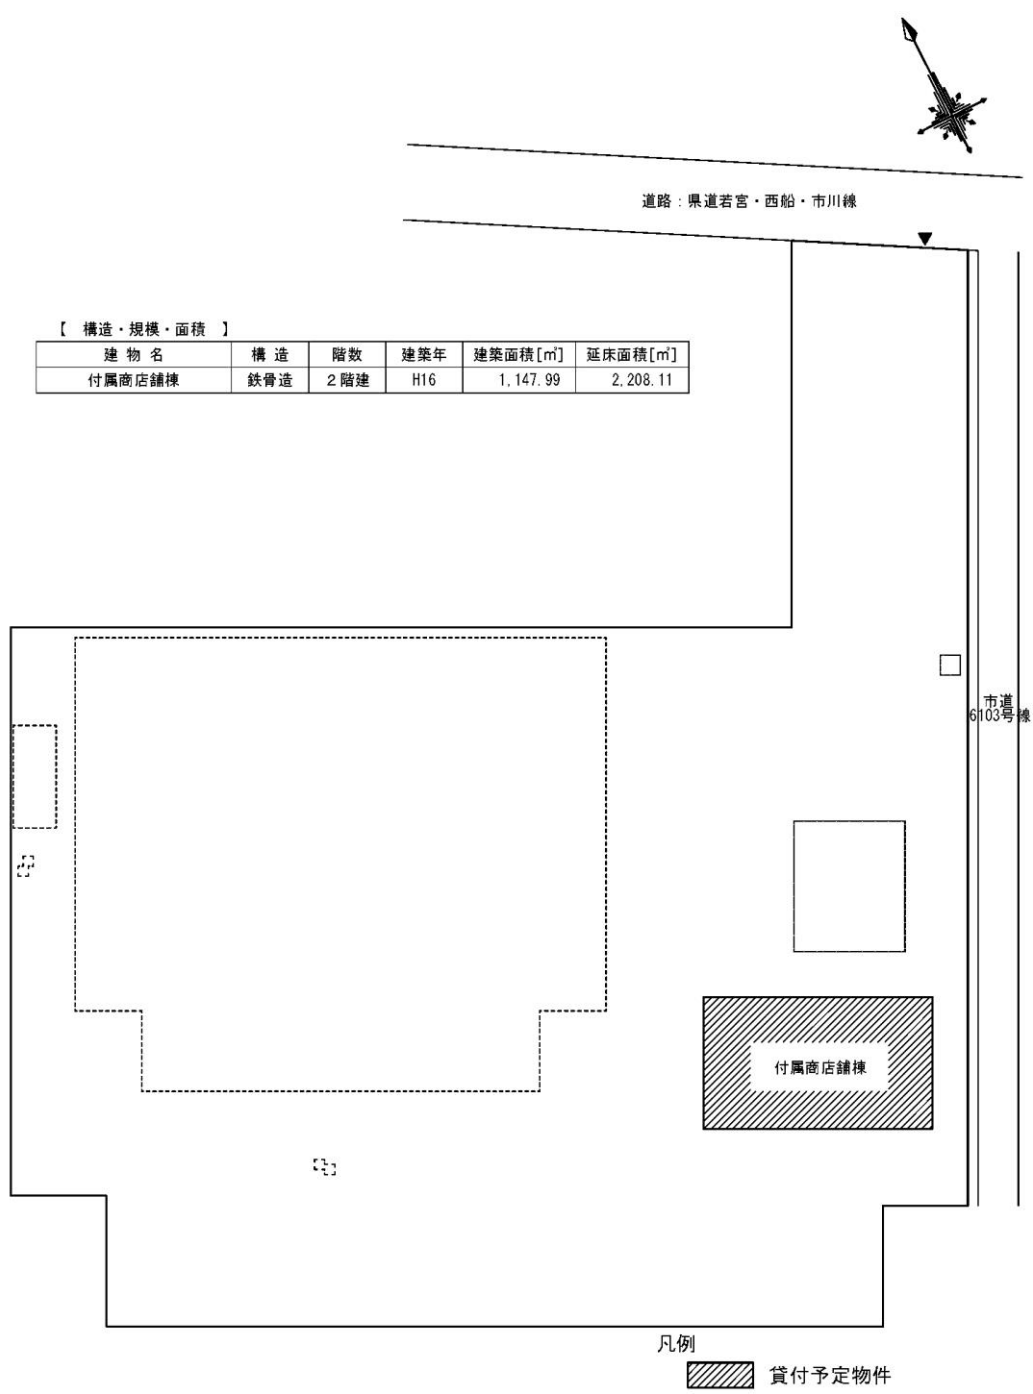 道路：県道若宮・西船・市川線
【 構造・規模・面積 】
建物名 構造 階数 建築年 建築面積[㎡] 延床面積[㎡]
付属商店舗棟 鉄骨造 2階建 H16 1,147.99 2,208.11
市道
6103号線
付属商店舗棟
凡例
貸付予定物件